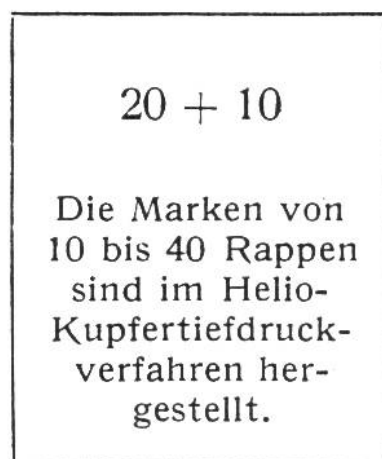 20 + 10
Die Marken von
10 bis 40 Rappen
sind im Helio-
Kupfertiefdruck-
verfahren her-
gestellt.